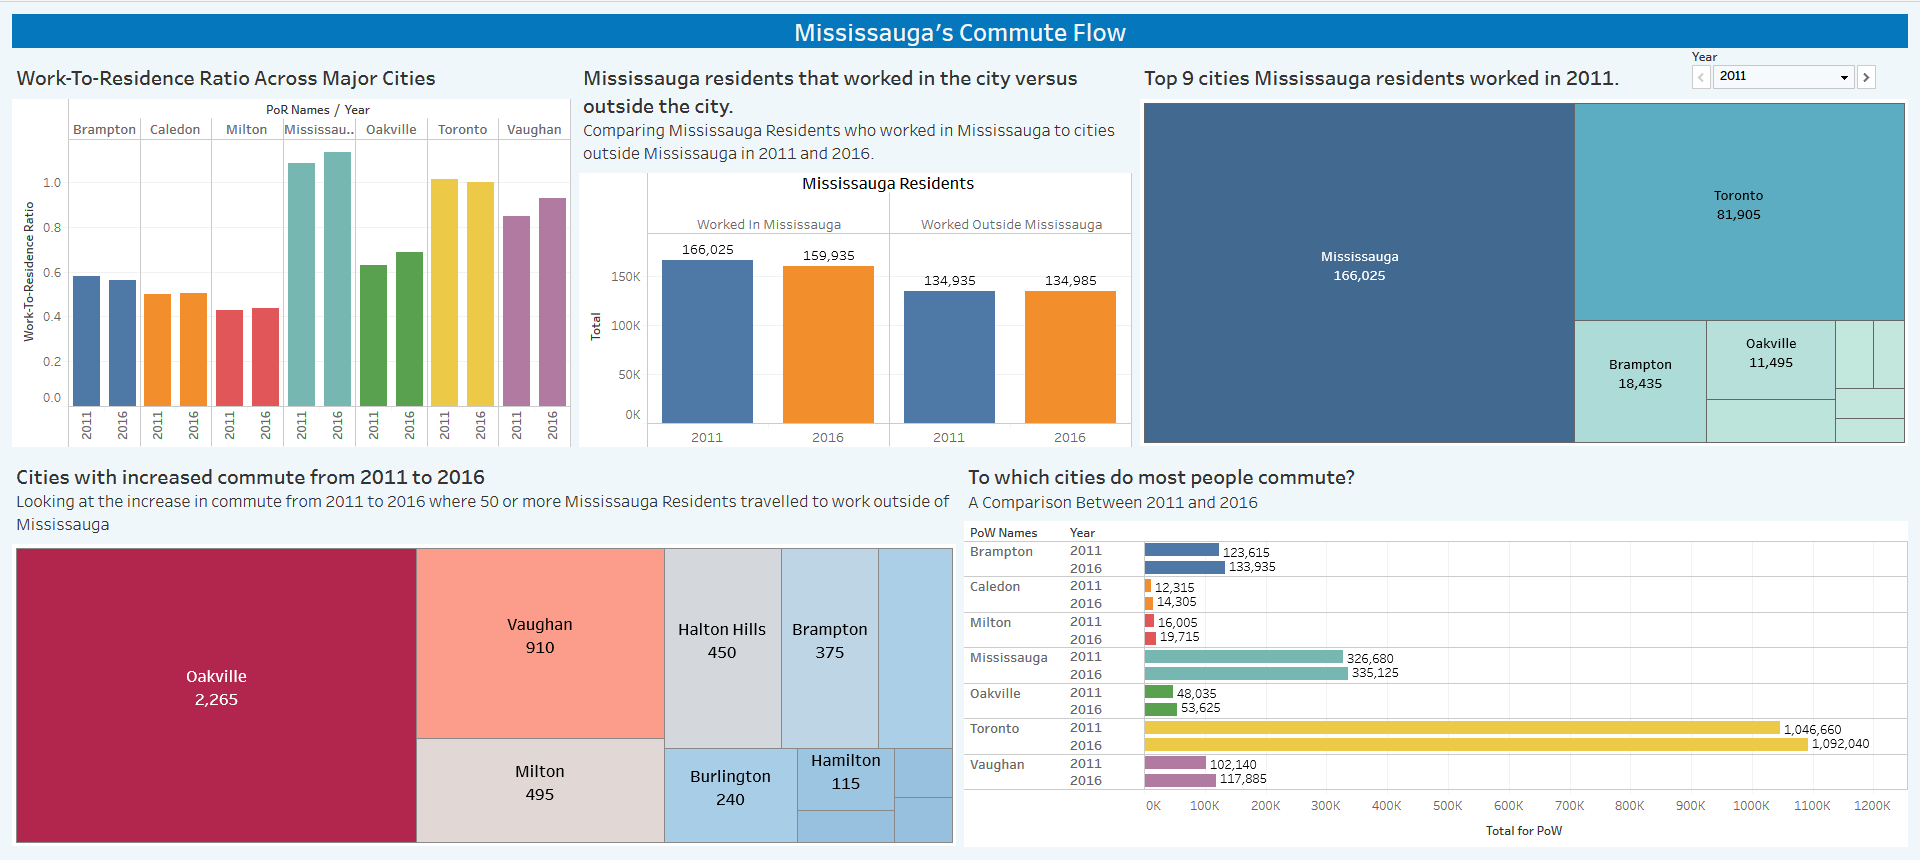 Mississauga's Commute Flow
Work-To-Residence Ratio Across Major Cities
PoR Names / Year
Brampton Caledon Milton Mississau.. Oakville Toronto Vaughan
Work-To-Residence Ratio
1.0
0.8
0.6
0.4
0.2
0.0
2011 2016 2011 2016 2011 2016 2011 2016 2011 2016 2011 2016 2011 2016
Mississauga residents that worked in the city versus
outside the city.
Comparing Mississauga Residents who worked in Mississauga to cities
outside Mississauga in 2011 and 2016.
Mississauga Residents
Worked In Mississauga Worked Outside Mississauga
166,025 159,935 134,935 134,985
Total
150K
100K
50K
0K
2011 2016 2011 2016
Top 9 cities Mississauga residents worked in 2011.
Year
2011
Mississauga
166,025
Toronto
81,905
Brampton
18,435
Oakville
11,495
Cities with increased commute from 2011 to 2016
Looking at the increase in commute from 2011 to 2016 where 50 or more Mississauga Residents travelled to work outside of
Mississauga
Oakville
2,265
Vaughan
910
Milton
495
Halton Hills
450
Brampton
375
Burlington
240
Hamilton
115
To which cities do most people commute?
A Comparison Between 2011 and 2016
PoW Names Year
Brampton 2011 123,615
2016 133,935
Caledon 2011 12,315
2016 14,305
Milton 2011 16,005
2016 19,715
Mississauga 2011 326,680
2016 335,125
Oakville 2011 48,035
2016 53,625
Toronto 2011 1,046,660
2016 1,092,040
Vaughan 2011 102,140
2016 117,885
0K 100K 200K 300K 400K 500K 600K 700K 800K 900K 1000K 1100K 1200K
Total for PoW